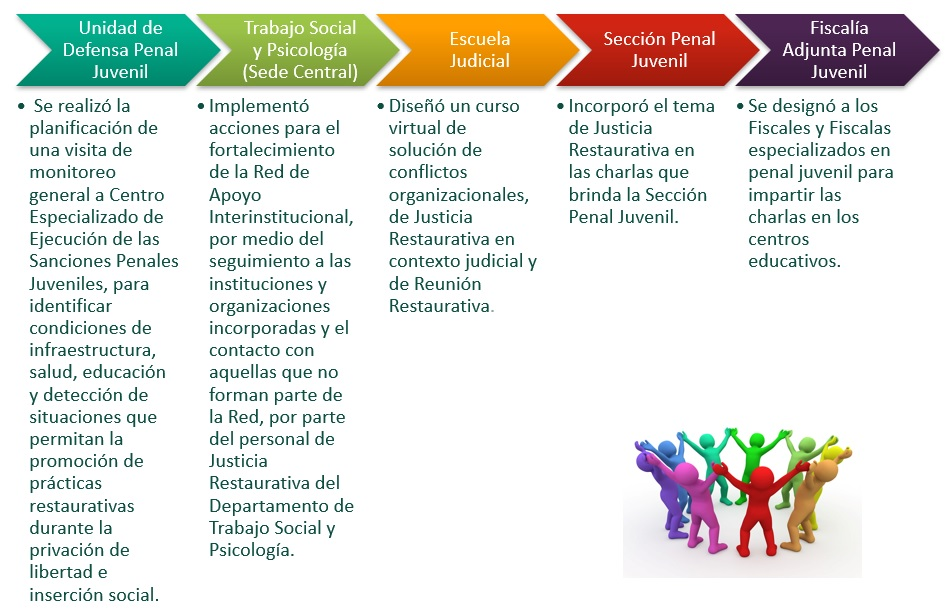 Unidad de
Defensa Penal
Juvenil
• Se realizó la
planificación de
una visita de
monitoreo
general a Centro
Especializado de
Ejecución de las
Sanciones Penales
Juveniles, para
identificar
condiciones de
infraestructura,
salud, educación
y detección de
situaciones que
permitan la
promoción de
prácticas
restaurativas
durante la
privación de
libertad e
inserción social.
Trabajo Social
y Psicología
(Sede Central)
• Implementó
acciones para el
fortalecimiento
de la Red de
Apoyo
Interinstitucional,
por medio del
seguimiento a las
instituciones y
organizaciones
incorporadas y el
contacto con
aquellas que no
forman parte de
la Red, por parte
del personal de
Justicia
Restaurativa del
Departamento de
Trabajo Social y
Psicología.
Escuela
Judicial
• Diseñó un curso
virtual de
solución de
conflictos
organizacionales,
de Justicia
Restaurativa en
contexto judicial y
de Reunión
Restaurativa.
Sección Penal
Juvenil
• Incorporó el tema
de Justicia
Restaurativa en
las charlas que
brinda la Sección
Penal Juvenil.
Fiscalía
Adjunta Penal
Juvenil
• Se designó a los
Fiscales y Fiscalas
especializados en
penal juvenil para
impartir las
charlas en los
centros
educativos.